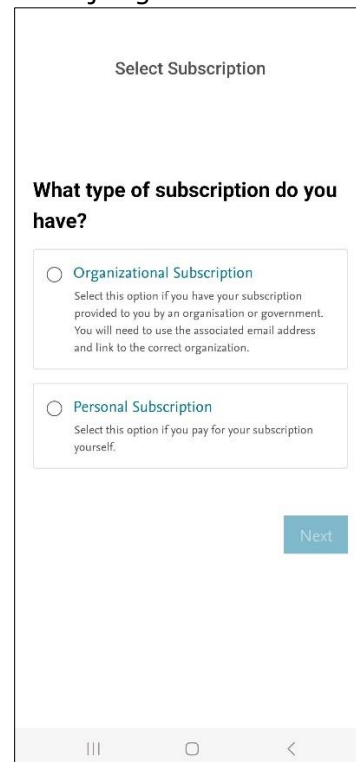 Select Subscription
What type of subscription do you
have?
Organizational Subscription
Select this option if you have your subscription
provided to you by an organisation or government.
You will need to use the associated email address
and link to the correct organization.
Personal Subscription
Select this option if you pay for your subscription
yourself.
Next